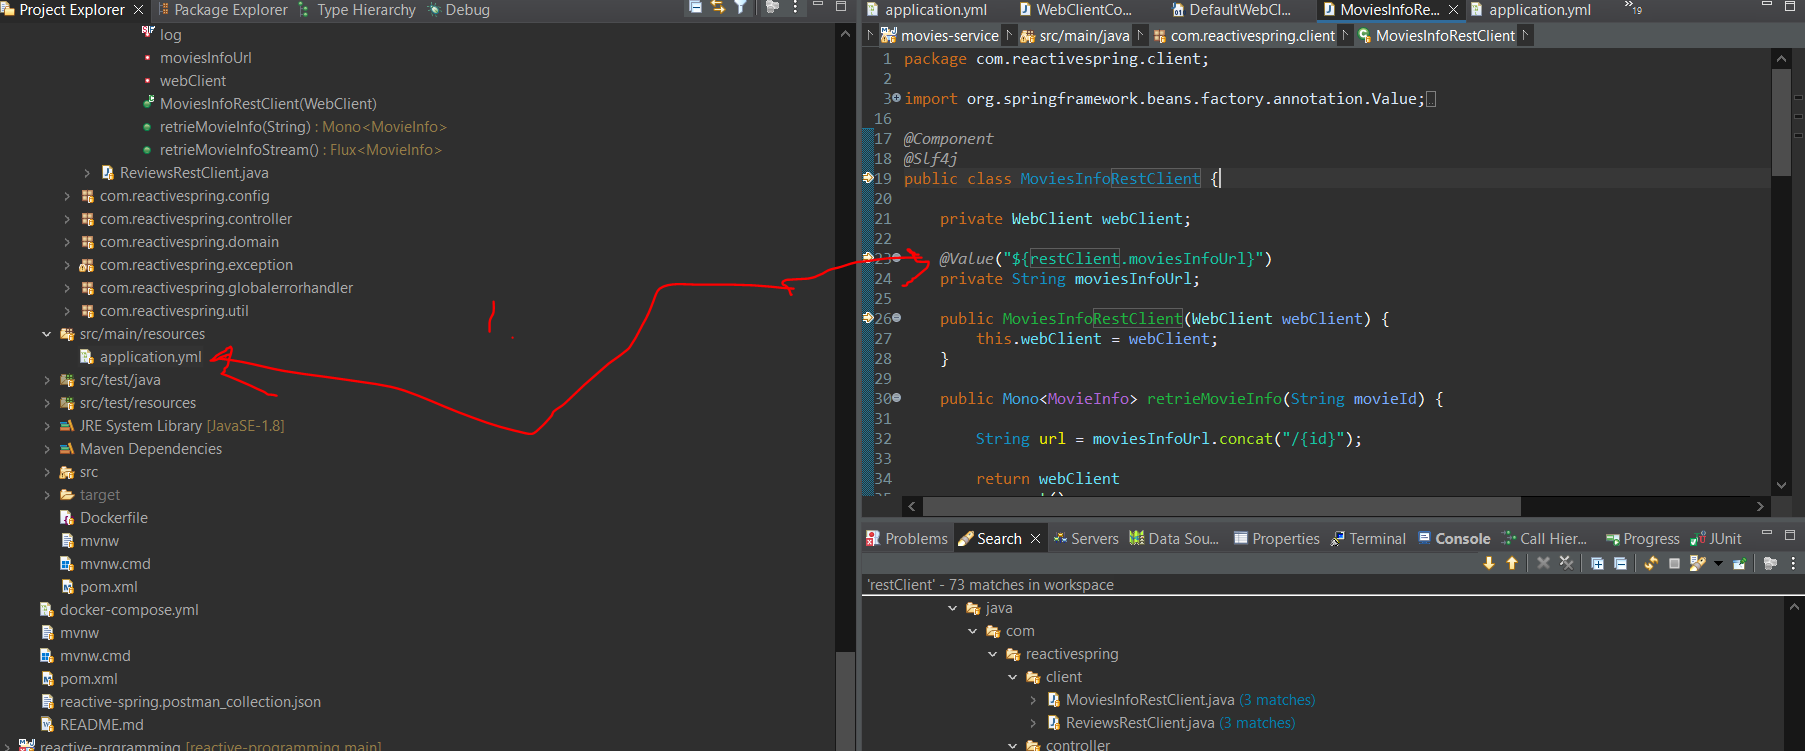 Project Explorer
Package Explorer
Type Hierarchy
Debug
log
moviesInfoUrl
webClient
MoviesInfoRestClient(WebClient)
retrieMovieInfo(String) : Mono<MovieInfo>
retrieMovieInfoStream() : Flux<MovieInfo>
ReviewsRestClient.java
com.reactivespring.config
com.reactivespring.controller
com.reactivespring.domain
com.reactivespring.exception
com.reactivespring.globalerrorhandler
com.reactivespring.util
src/main/resources
application.yml
src/test/java
src/test/resources
JRE System Library [JavaSE-1.8]
Maven Dependencies
src
target
Dockerfile
mvnw
mvnw.cmd
pom.xml
docker-compose.yml
mvnw
mvnw.cmd
pom.xml
reactive-spring.postman_collection.json
README.md
reactive-prgramming [reactive-programming main]
application.yml
WebClientCo...
DefaultWebCl...
MoviesInfoRe...
application.yml
»19
movies-service
src/main/java
com.reactivespring.client
MoviesInfoRestClient
1 package com.reactivespring.client;
2
3 import org.springframework.beans.factory.annotation.Value;
16
17 @Component
18 @Slf4j
19 public class MoviesInfoRestClient {
20
21 private WebClient webClient;
22
23 @Value("${restClient.moviesInfoUrl}")
24 private String moviesInfoUrl;
25
26 public MoviesInfoRestClient(WebClient webClient) {
27 this.webClient = webClient;
28 }
29
30 public Mono<MovieInfo> retrieMovieInfo(String movieId) {
31
32 String url = moviesInfoUrl.concat("/{id}");
33
34 return webClient
Problems
Search
Servers
Data Sou...
Properties
Terminal
Console
Call Hier...
Progress
JUnit
'restClient' - 73 matches in workspace
java
com
reactivespring
client
MoviesInfoRestClient.java (3 matches)
ReviewsRestClient.java (3 matches)
controller